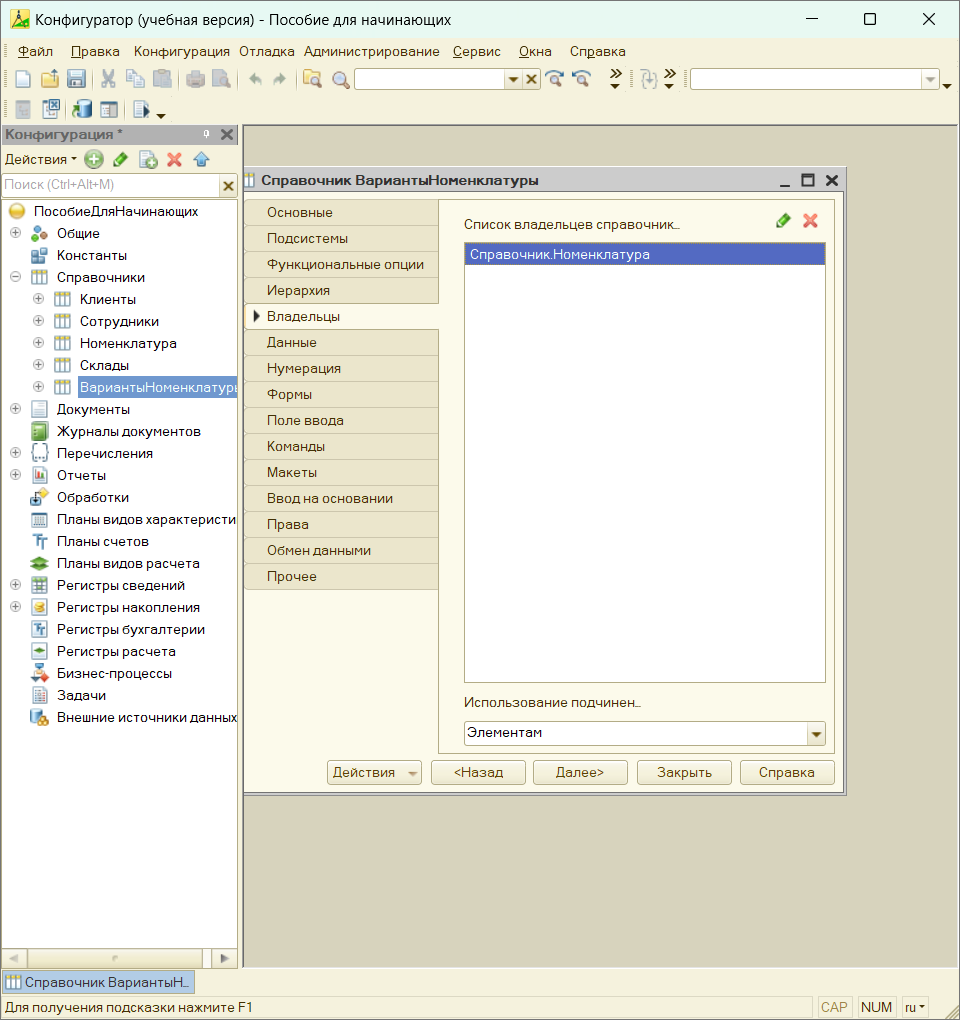 Конфигуратор (учебная версия) - Пособие для начинающих
Файл Правка Конфигурация Отладка Администрирование Сервис Окна Справка
Конфигурация *
Действия
Поиск (Ctrl+Alt+M)
ПособиеДляНачинающих
Общие
Константы
Справочники
Клиенты
Сотрудники
Номенклатура
Склады
ВариантыНоменклатуры
Документы
Журналы документов
Перечисления
Отчеты
Обработки
Планы видов характеристи
Планы счетов
Планы видов расчета
Регистры сведений
Регистры накопления
Регистры бухгалтерии
Регистры расчета
Бизнес-процессы
Задачи
Внешние источники данных
Справочник ВариантыНоменклатуры
Основные
Подсистемы
Функциональные опции
Иерархия
Владельцы
Данные
Нумерация
Формы
Поле ввода
Команды
Макеты
Ввод на основании
Права
Обмен данными
Прочее
Список владельцев справочник...
Справочник.Номенклатура
Использование подчинен...
Элементам
Действия <Назад Далее> Закрыть Справка
Справочник ВариантыН...
Для получения подсказки нажмите F1 CAP NUM ru